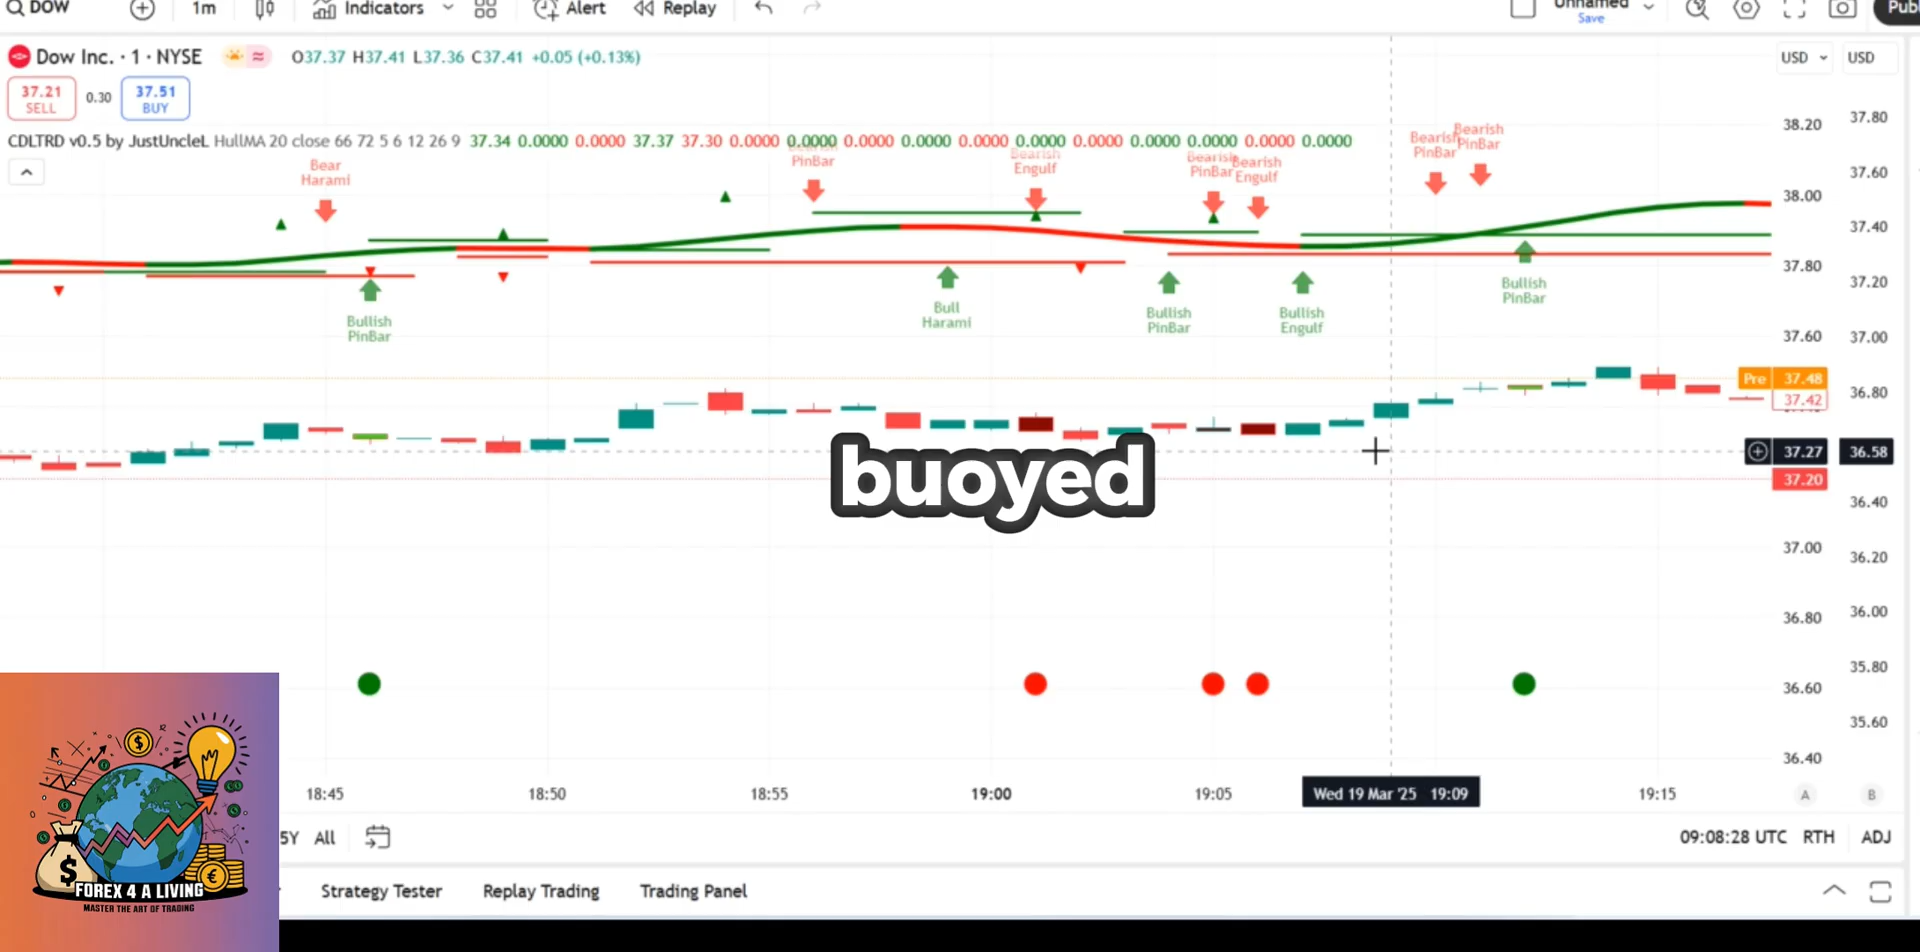 DOW 1m Indicators Alert Replay Unnamed Save Publ
Dow Inc. · 1 · NYSE O37.37 H37.41 L37.36 C37.41 +0.05 (+0.13%) USD USD
37.21 SELL 0.30 37.51 BUY
CDLTRD v0.5 by JustUncleL HullMA 20 close 66 72 5 6 12 26 9 37.34 0.0000 0.0000 37.37 37.30 0.0000 0.0000 0.0000 0.0000 0.0000 0.0000 0.0000 0.0000 0.0000 0.0000 0.0000
Bear
Harami
PinBar
Bearish
Engulf
Bearish
PinBar
Bearish
Engulf
Bearish
PinBar
Bearish
PinBar
Bullish
PinBar
Bull
Harami
Bullish
PinBar
Bullish
Engulf
Bullish
PinBar
38.20
38.00
37.80
37.60
Pre 37.48
37.42
37.27
37.20
37.00
36.80
36.60
36.40
37.80
37.60
37.40
37.20
37.00
36.80
36.58
36.40
36.20
36.00
35.80
35.60
buoyed
18:45 18:50 18:55 19:00 19:05 Wed 19 Mar '25 19:09 19:15 A B
5Y All 09:08:28 UTC RTH ADJ
Strategy Tester Replay Trading Trading Panel
FOREX 4 A LIVING
MASTER THE ART OF TRADING